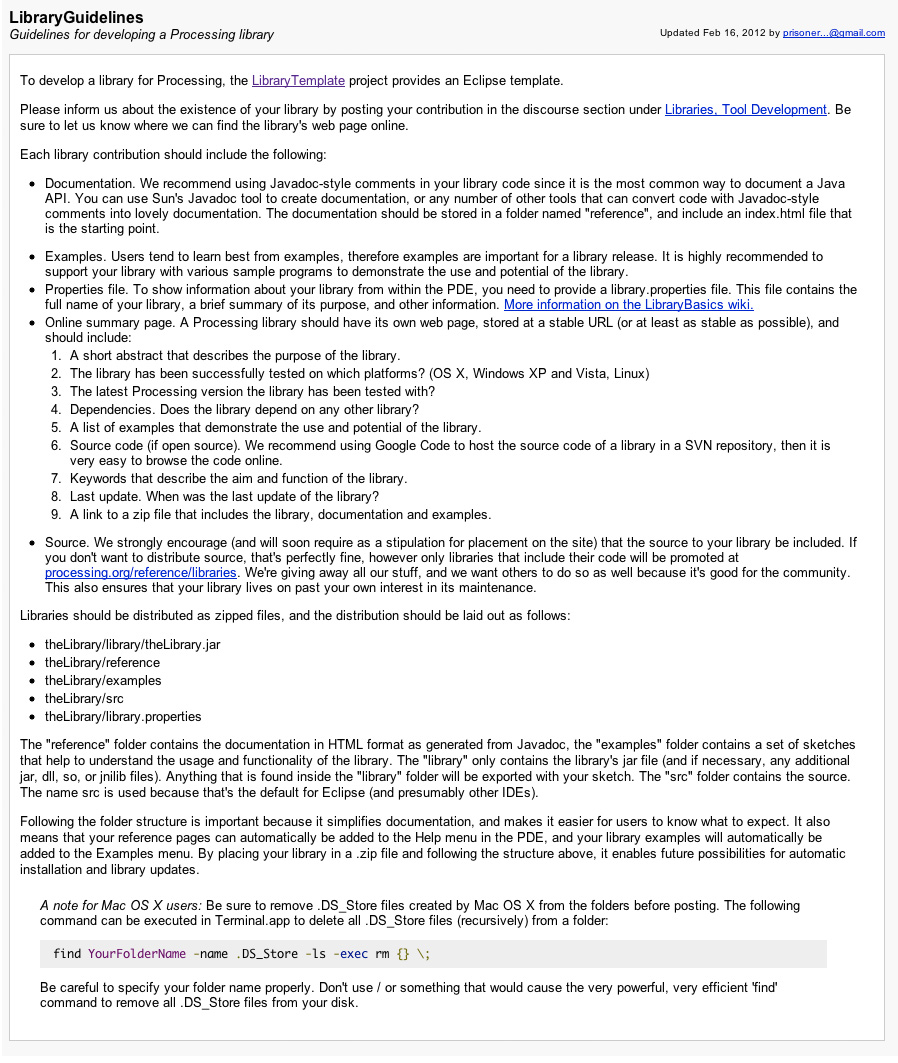 LibraryGuidelines
Guidelines for developing a Processing library
Updated Feb 16, 2012 by prisoner...@gmail.com
To develop a library for Processing, the LibraryTemplate project provides an Eclipse template.
Please inform us about the existence of your library by posting your contribution in the discourse section under Libraries, Tool Development. Be
sure to let us know where we can find the library's web page online.
Each library contribution should include the following:
• Documentation. We recommend using Javadoc-style comments in your library code since it is the most common way to document a Java
API. You can use Sun's Javadoc tool to create documentation, or any number of other tools that can convert code with Javadoc-style
comments into lovely documentation. The documentation should be stored in a folder named "reference", and include an index.html file that
is the starting point.
• Examples. Users tend to learn best from examples, therefore examples are important for a library release. It is highly recommended to
support your library with various sample programs to demonstrate the use and potential of the library.
• Properties file. To show information about your library from within the PDE, you need to provide a library.properties file. This file contains the
full name of your library, a brief summary of its purpose, and other information. More information on the LibraryBasics wiki.
• Online summary page. A Processing library should have its own web page, stored at a stable URL (or at least as stable as possible), and
should include:
1. A short abstract that describes the purpose of the library.
2. The library has been successfully tested on which platforms? (OS X, Windows XP and Vista, Linux)
3. The latest Processing version the library has been tested with?
4. Dependencies. Does the library depend on any other library?
5. A list of examples that demonstrate the use and potential of the library.
6. Source code (if open source). We recommend using Google Code to host the source code of a library in a SVN repository, then it is
very easy to browse the code online.
7. Keywords that describe the aim and function of the library.
8. Last update. When was the last update of the library?
9. A link to a zip file that includes the library, documentation and examples.
• Source. We strongly encourage (and will soon require as a stipulation for placement on the site) that the source to your library be included. If
you don't want to distribute source, that's perfectly fine, however only libraries that include their code will be promoted at
processing.org/reference/libraries. We're giving away all our stuff, and we want others to do so as well because it's good for the community.
This also ensures that your library lives on past your own interest in its maintenance.
Libraries should be distributed as zipped files, and the distribution should be laid out as follows:
• theLibrary/library/theLibrary.jar
• theLibrary/reference
• theLibrary/examples
• theLibrary/src
• theLibrary/library.properties
The "reference" folder contains the documentation in HTML format as generated from Javadoc, the "examples" folder contains a set of sketches
that help to understand the usage and functionality of the library. The "library" only contains the library's jar file (and if necessary, any additional
jar, dll, so, or jnilib files). Anything that is found inside the "library" folder will be exported with your sketch. The "src" folder contains the source.
The name src is used because that's the default for Eclipse (and presumably other IDEs).
Following the folder structure is important because it simplifies documentation, and makes it easier for users to know what to expect. It also
means that your reference pages can automatically be added to the Help menu in the PDE, and your library examples will automatically be
added to the Examples menu. By placing your library in a .zip file and following the structure above, it enables future possibilities for automatic
installation and library updates.
A note for Mac OS X users: Be sure to remove .DS_Store files created by Mac OS X from the folders before posting. The following
command can be executed in Terminal.app to delete all .DS_Store files (recursively) from a folder:
find YourFolderName -name .DS_Store -ls -exec rm {} \;
Be careful to specify your folder name properly. Don't use / or something that would cause the very powerful, very efficient 'find'
command to remove all .DS_Store files from your disk.